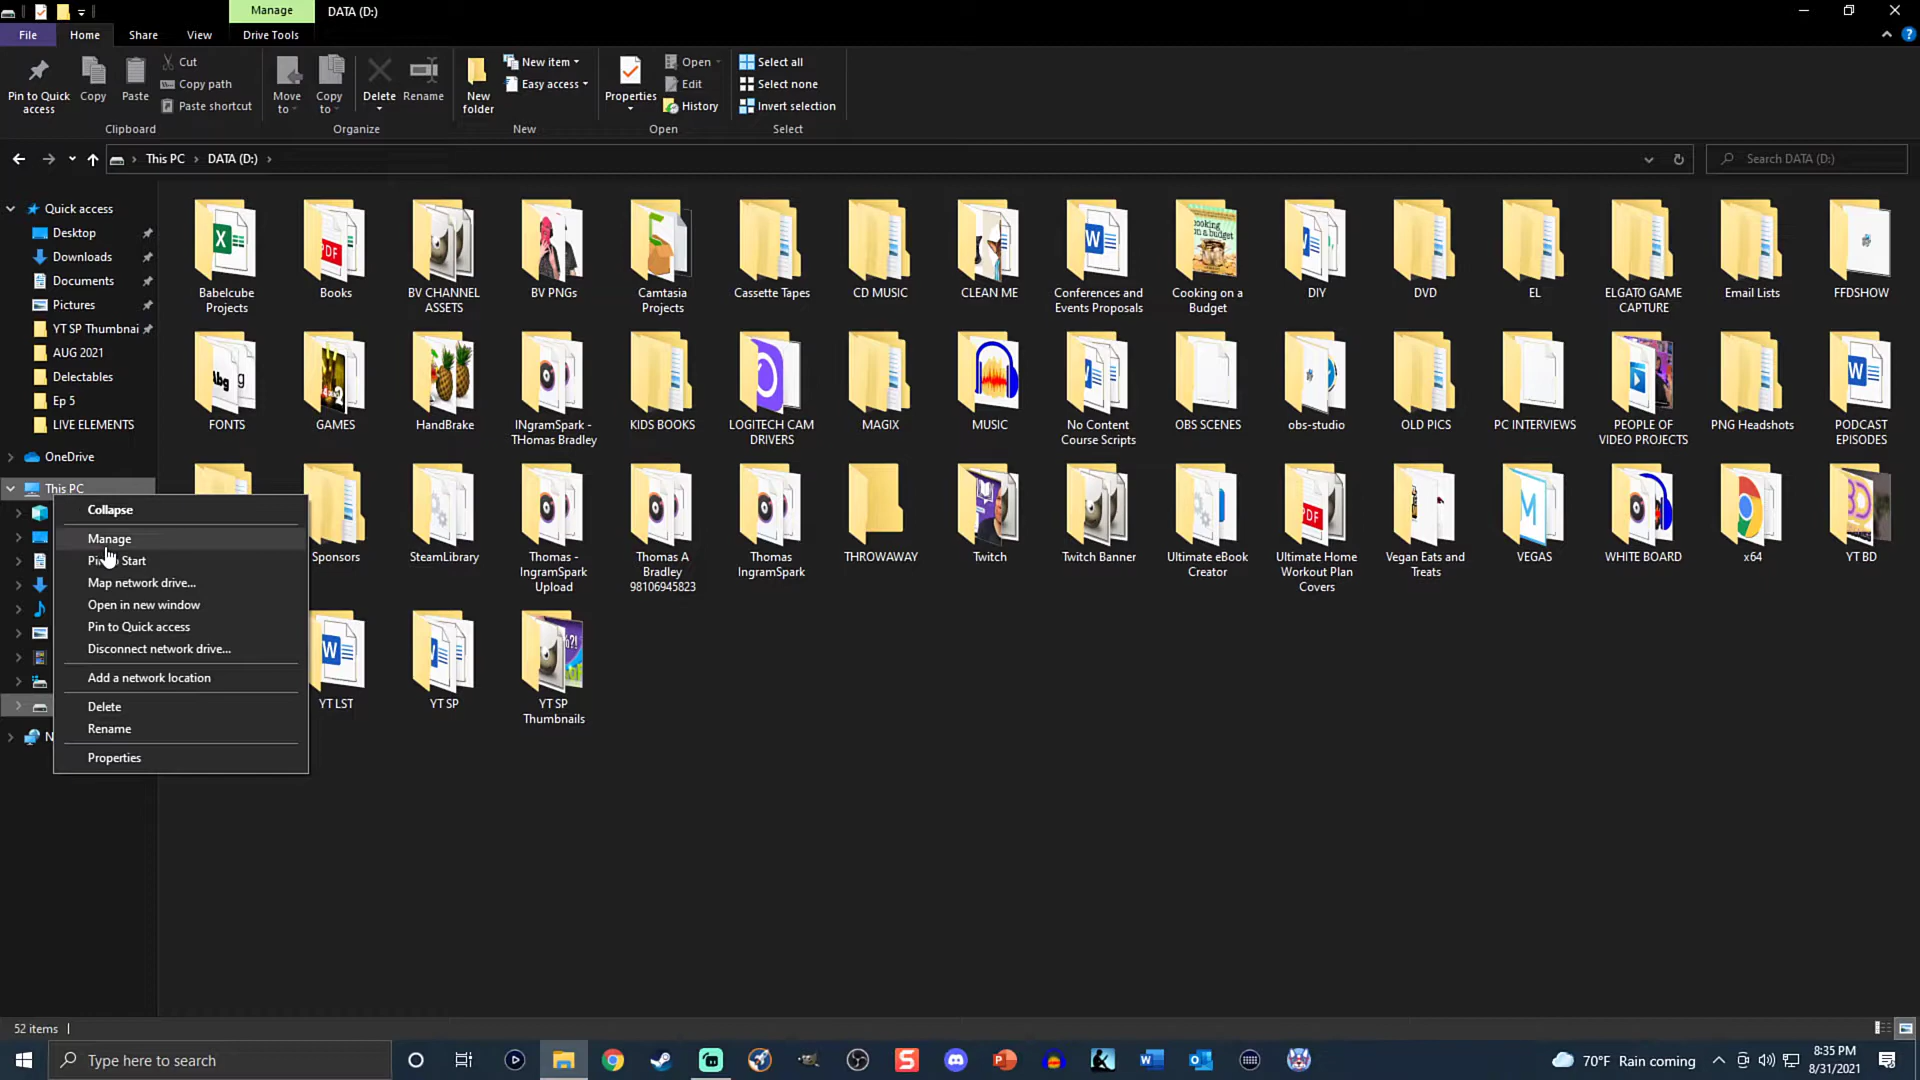 Manage
DATA (D:)
File
Home
Share
View
Drive Tools
Pin to Quick access
Copy
Paste
Cut
Copy path
Paste shortcut
Clipboard
Move to
Copy to
Delete
Rename
Organize
New folder
New item
Easy access
New
Properties
Open
Edit
History
Open
Select all
Select none
Invert selection
Select
This PC
DATA (D:)
Search DATA (D:)
Quick access
Desktop
Downloads
Documents
Pictures
YT SP Thumbnai
AUG 2021
Delectables
Ep 5
LIVE ELEMENTS
OneDrive
This PC
N
Collapse
Manage
Pin to Start
Map network drive...
Open in new window
Pin to Quick access
Disconnect network drive...
Add a network location
Delete
Rename
Properties
Babelcube Projects
Books
BV CHANNEL ASSETS
BV PNGs
Camtasia Projects
Cassette Tapes
CD MUSIC
CLEAN ME
Conferences and Events Proposals
Cooking on a Budget
DIY
DVD
EL
ELGATO GAME CAPTURE
Email Lists
FFDSHOW
FONTS
GAMES
HandBrake
INgramSpark - THomas Bradley
KIDS BOOKS
LOGITECH CAM DRIVERS
MAGIX
MUSIC
No Content Course Scripts
OBS SCENES
obs-studio
OLD PICS
PC INTERVIEWS
PEOPLE OF VIDEO PROJECTS
PNG Headshots
PODCAST EPISODES
Sponsors
SteamLibrary
Thomas - IngramSpark Upload
Thomas A Bradley 98106945823
Thomas IngramSpark
THROWAWAY
Twitch
Twitch Banner
Ultimate eBook Creator
Ultimate Home Workout Plan Covers
Vegan Eats and Treats
VEGAS
WHITE BOARD
x64
YT BD
YT LST
YT SP
YT SP Thumbnails
52 items
Type here to search
70°F Rain coming
8:35 PM
8/31/2021